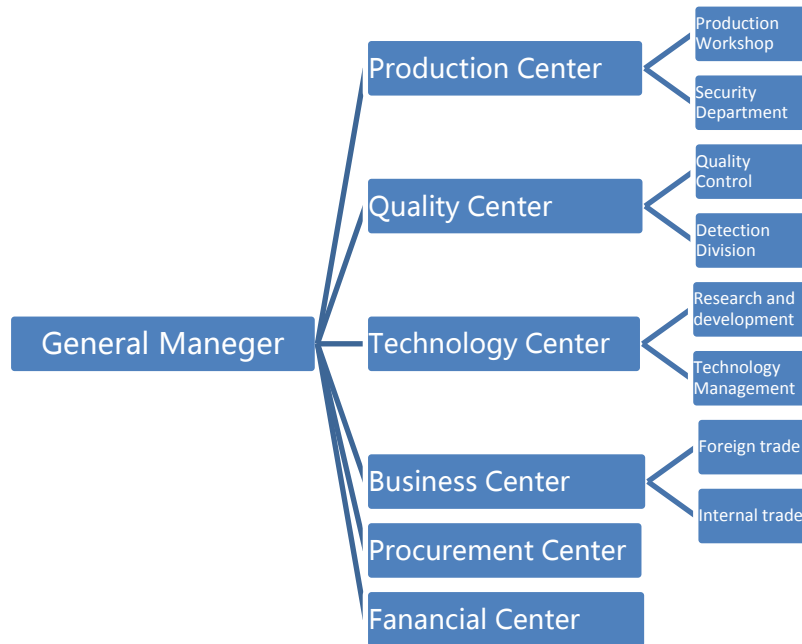 Production
Workshop
Production Center
Security
Department
Quality
Control
Quality Center
Detection
Division
Research and
development
General Maneger
Technology Center
Technology
Management
Foreign trade
Business Center
Internal trade
Procurement Center
Fanancial Center